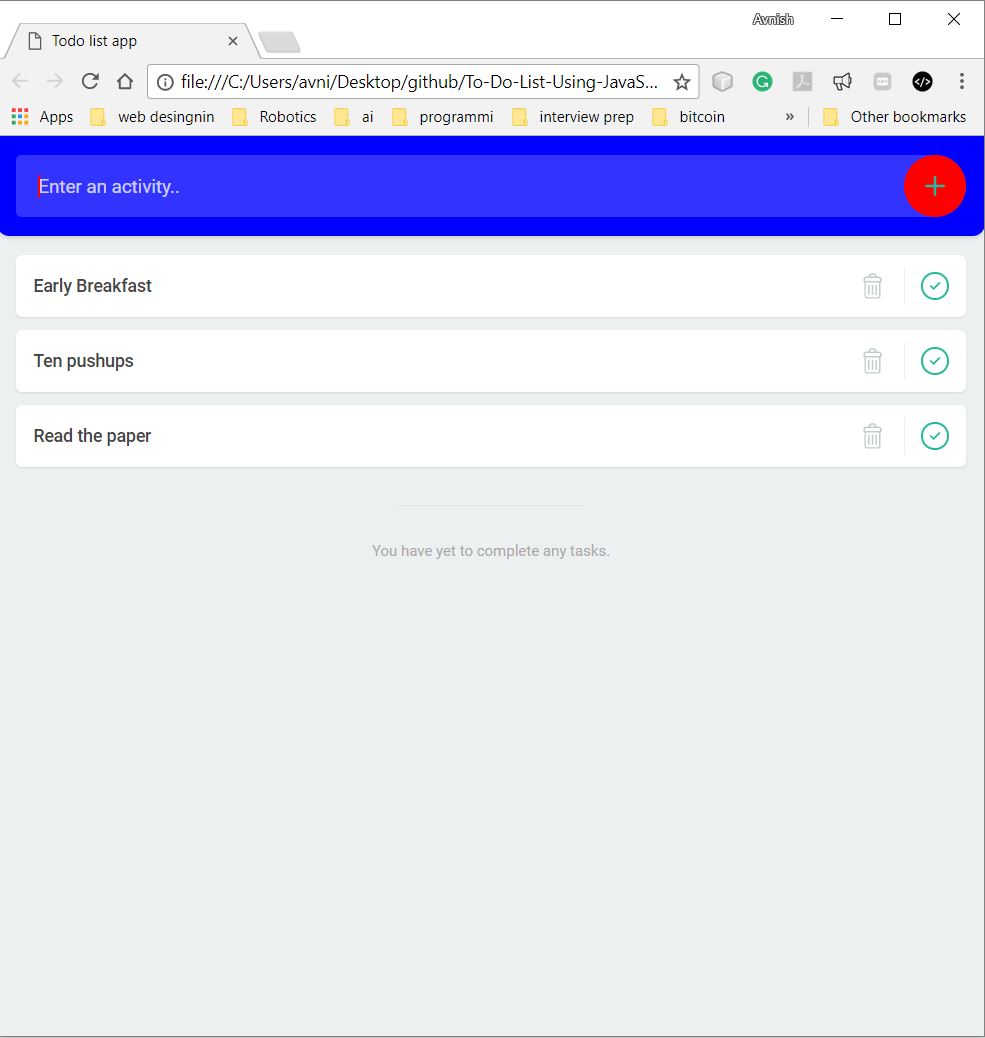 Avnish
Todo list app
file:///C:/Users/avni/Desktop/github/To-Do-List-Using-JavaS...
Apps web desingnin Robotics ai programmi interview prep bitcoin » Other bookmarks
Enter an activity..
Early Breakfast
Ten pushups
Read the paper
You have yet to complete any tasks.